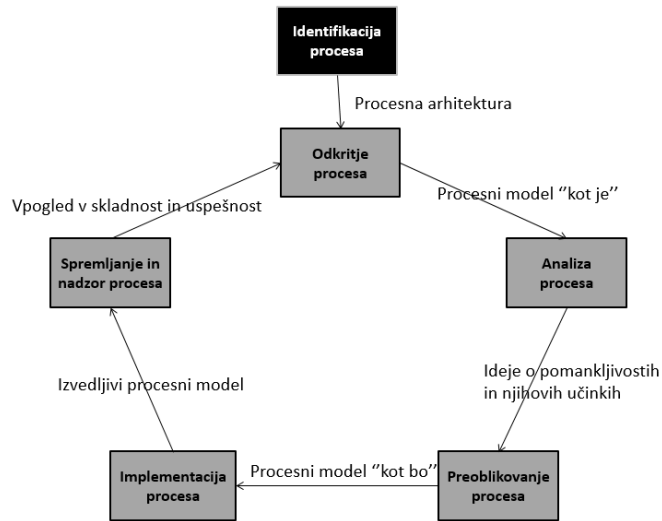 Identifikacija
procesa
Procesna arhitektura
Odkritje
procesa
Procesni model ‘’kot je’’
Vpogled v skladnost in uspešnost
Spremljanje in
nadzor procesa
Analiza
procesa
Ideje o pomankljivostih
in njihovih učinkih
Izvedljivi procesni model
Implementacija
procesa
Procesni model ‘’kot bo’’
Preoblikovanje
procesa